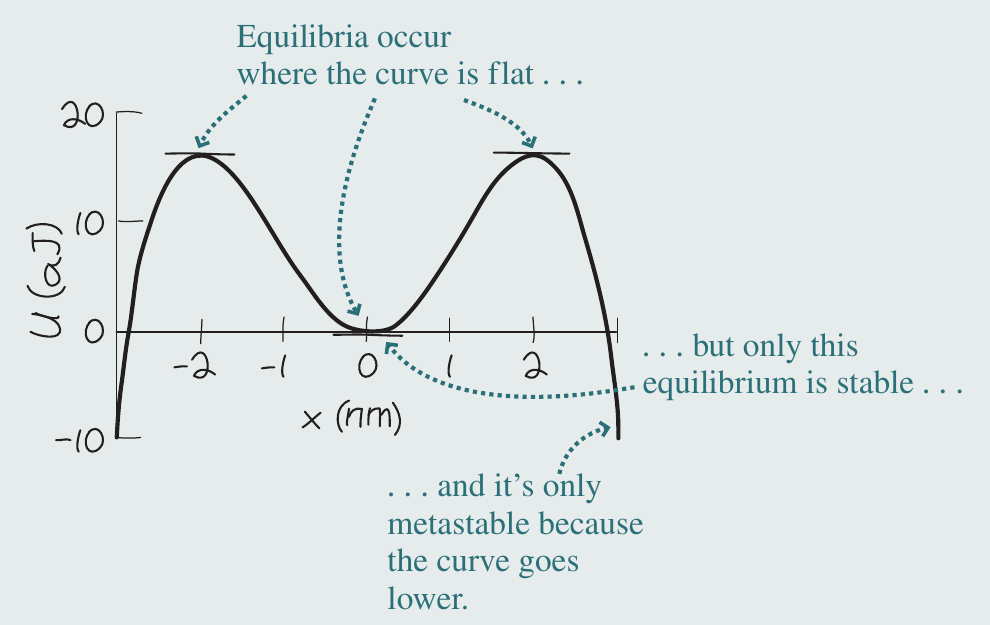 Equilibria occur
where the curve is flat . . .
20
10
U (aJ)
0
-10
-2
-1
0
1
2
x (nm)
. . . but only this
equilibrium is stable . . .
. . . and it’s only
metastable because
the curve goes
lower.